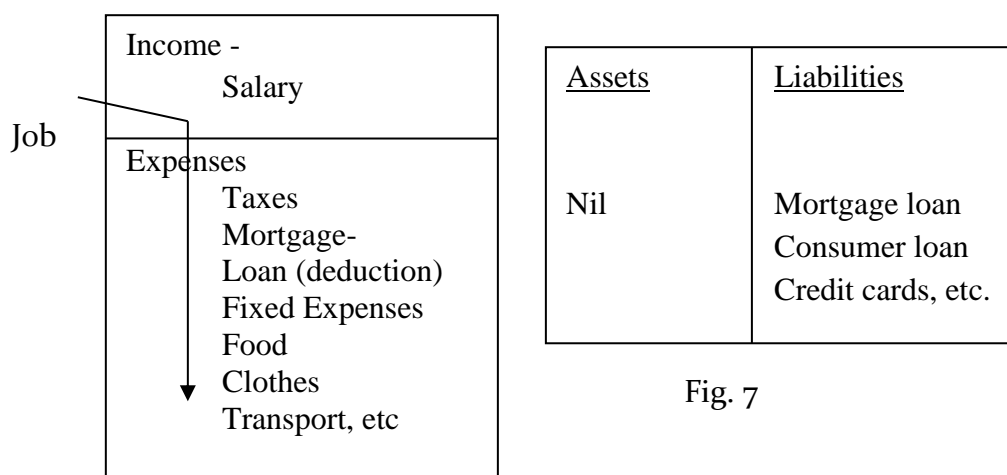 Income -
Salary
Job
Expenses
Taxes
Mortgage-
Loan (deduction)
Fixed Expenses
Food
Clothes
Transport, etc
Assets
Liabilities
Nil
Mortgage loan
Consumer loan
Credit cards, etc.
Fig. 7